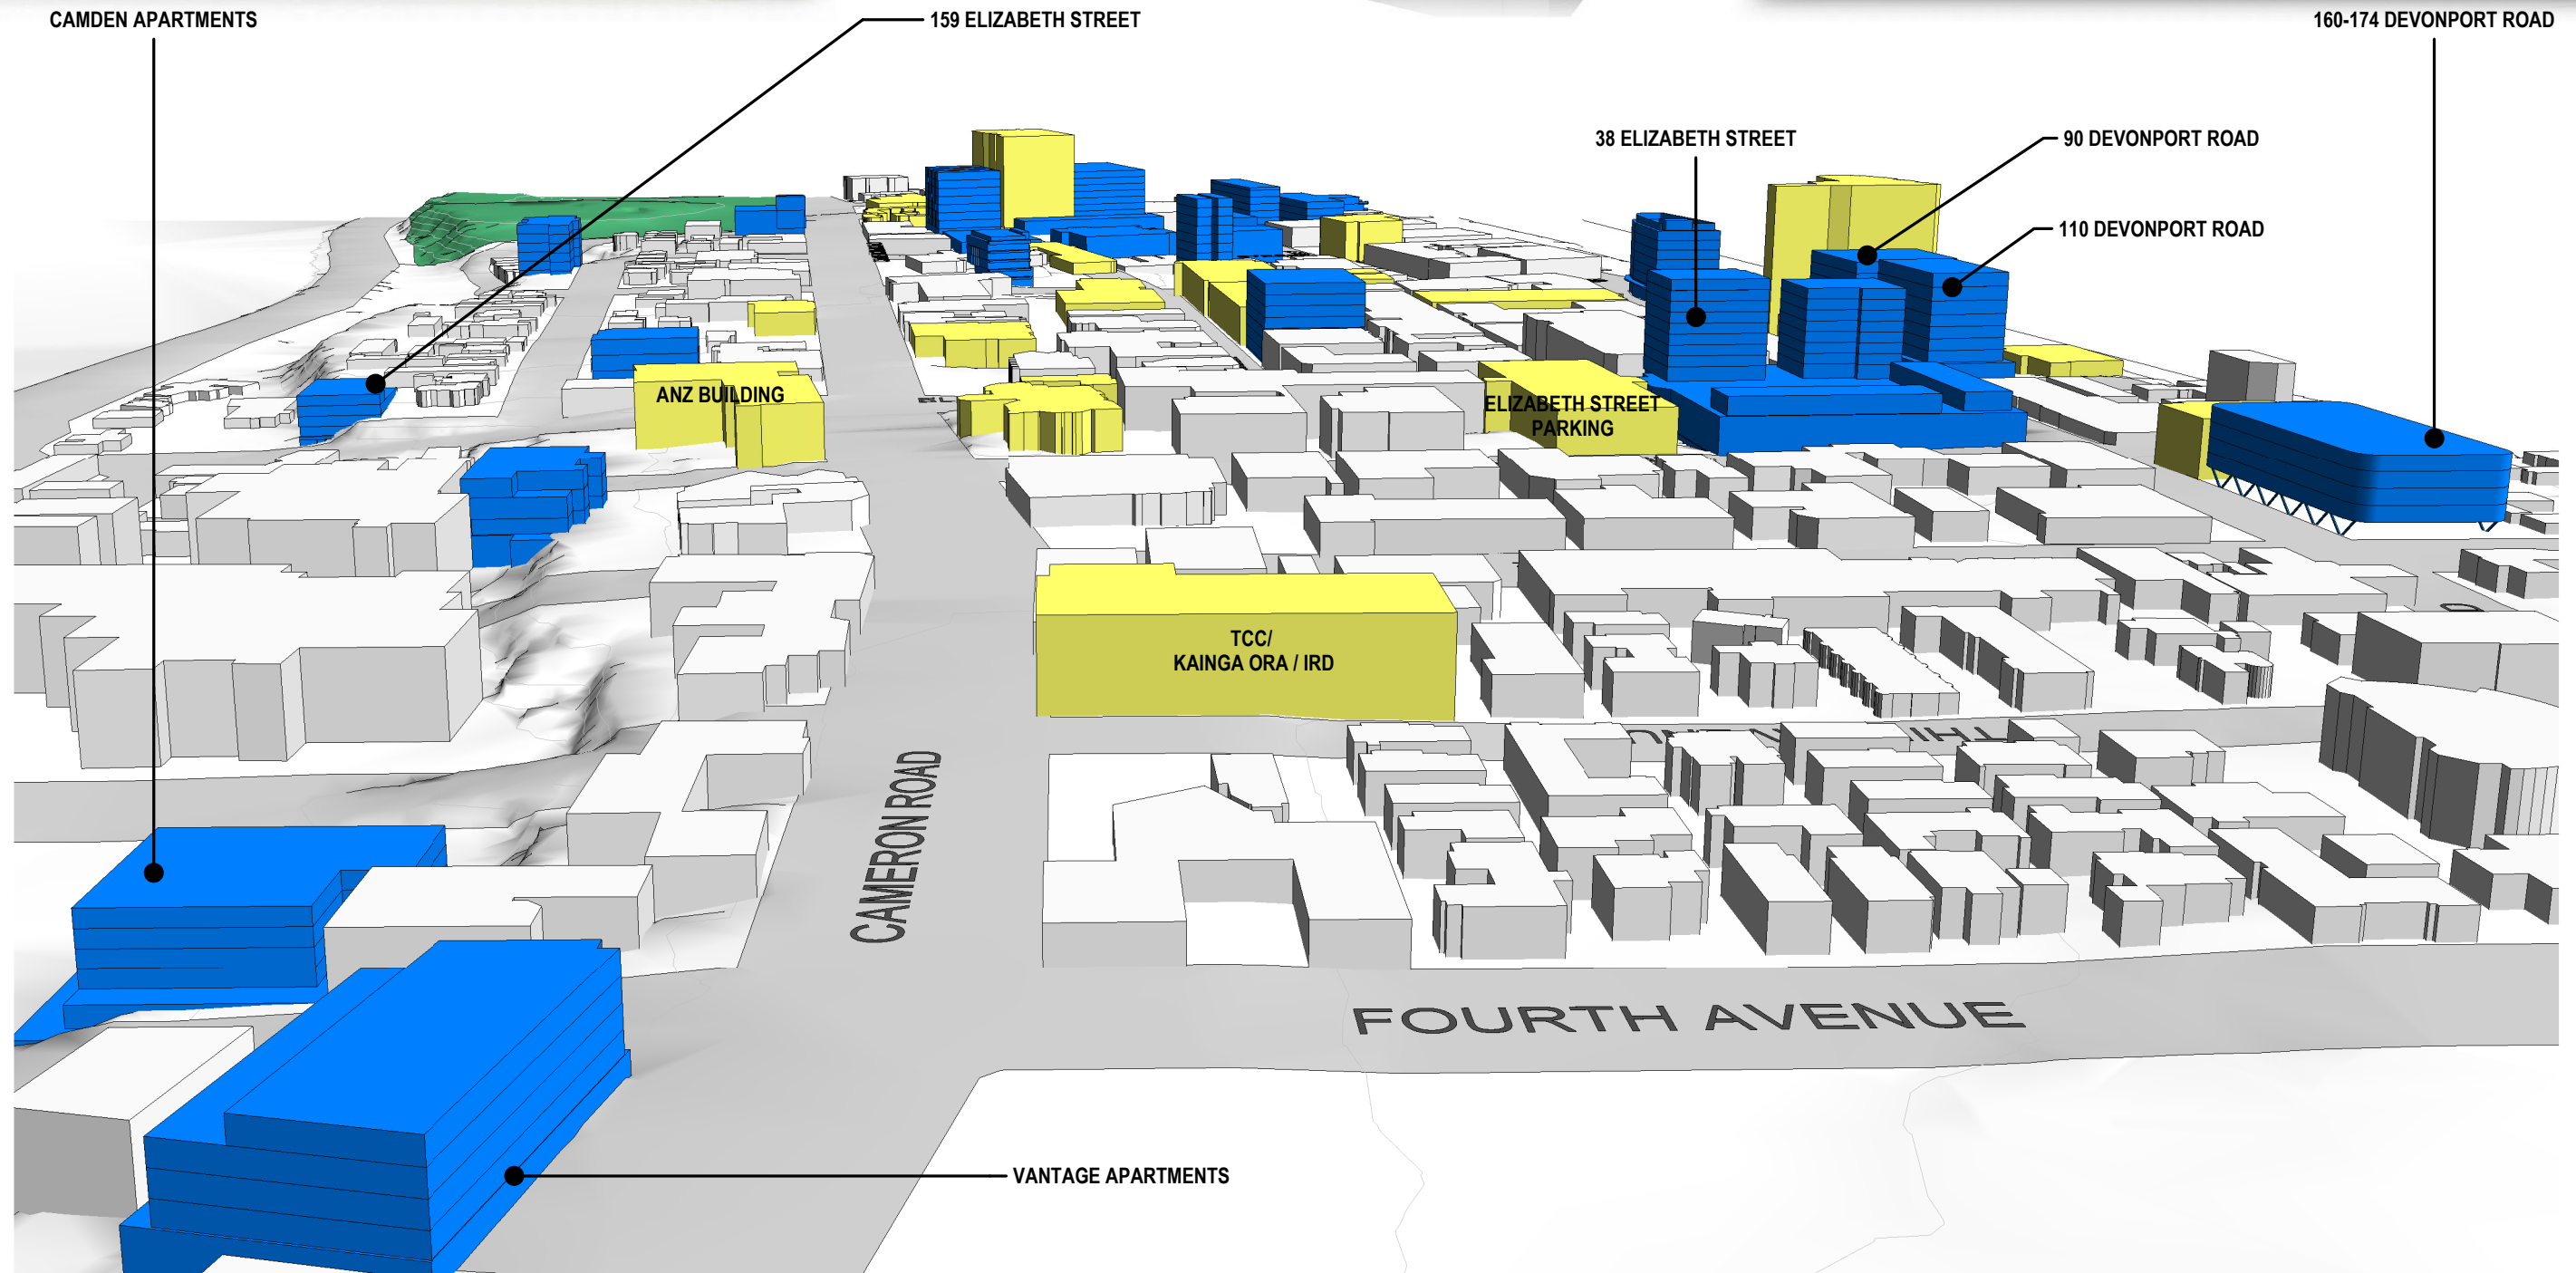 CAMDEN APARTMENTS
159 ELIZABETH STREET
160-174 DEVONPORT ROAD
38 ELIZABETH STREET
90 DEVONPORT ROAD
110 DEVONPORT ROAD
ANZ BUILDING
ELIZABETH STREET
PARKING
TCC/
KAINGA ORA / IRD
CAMERON ROAD
FOURTH AVENUE
VANTAGE APARTMENTS